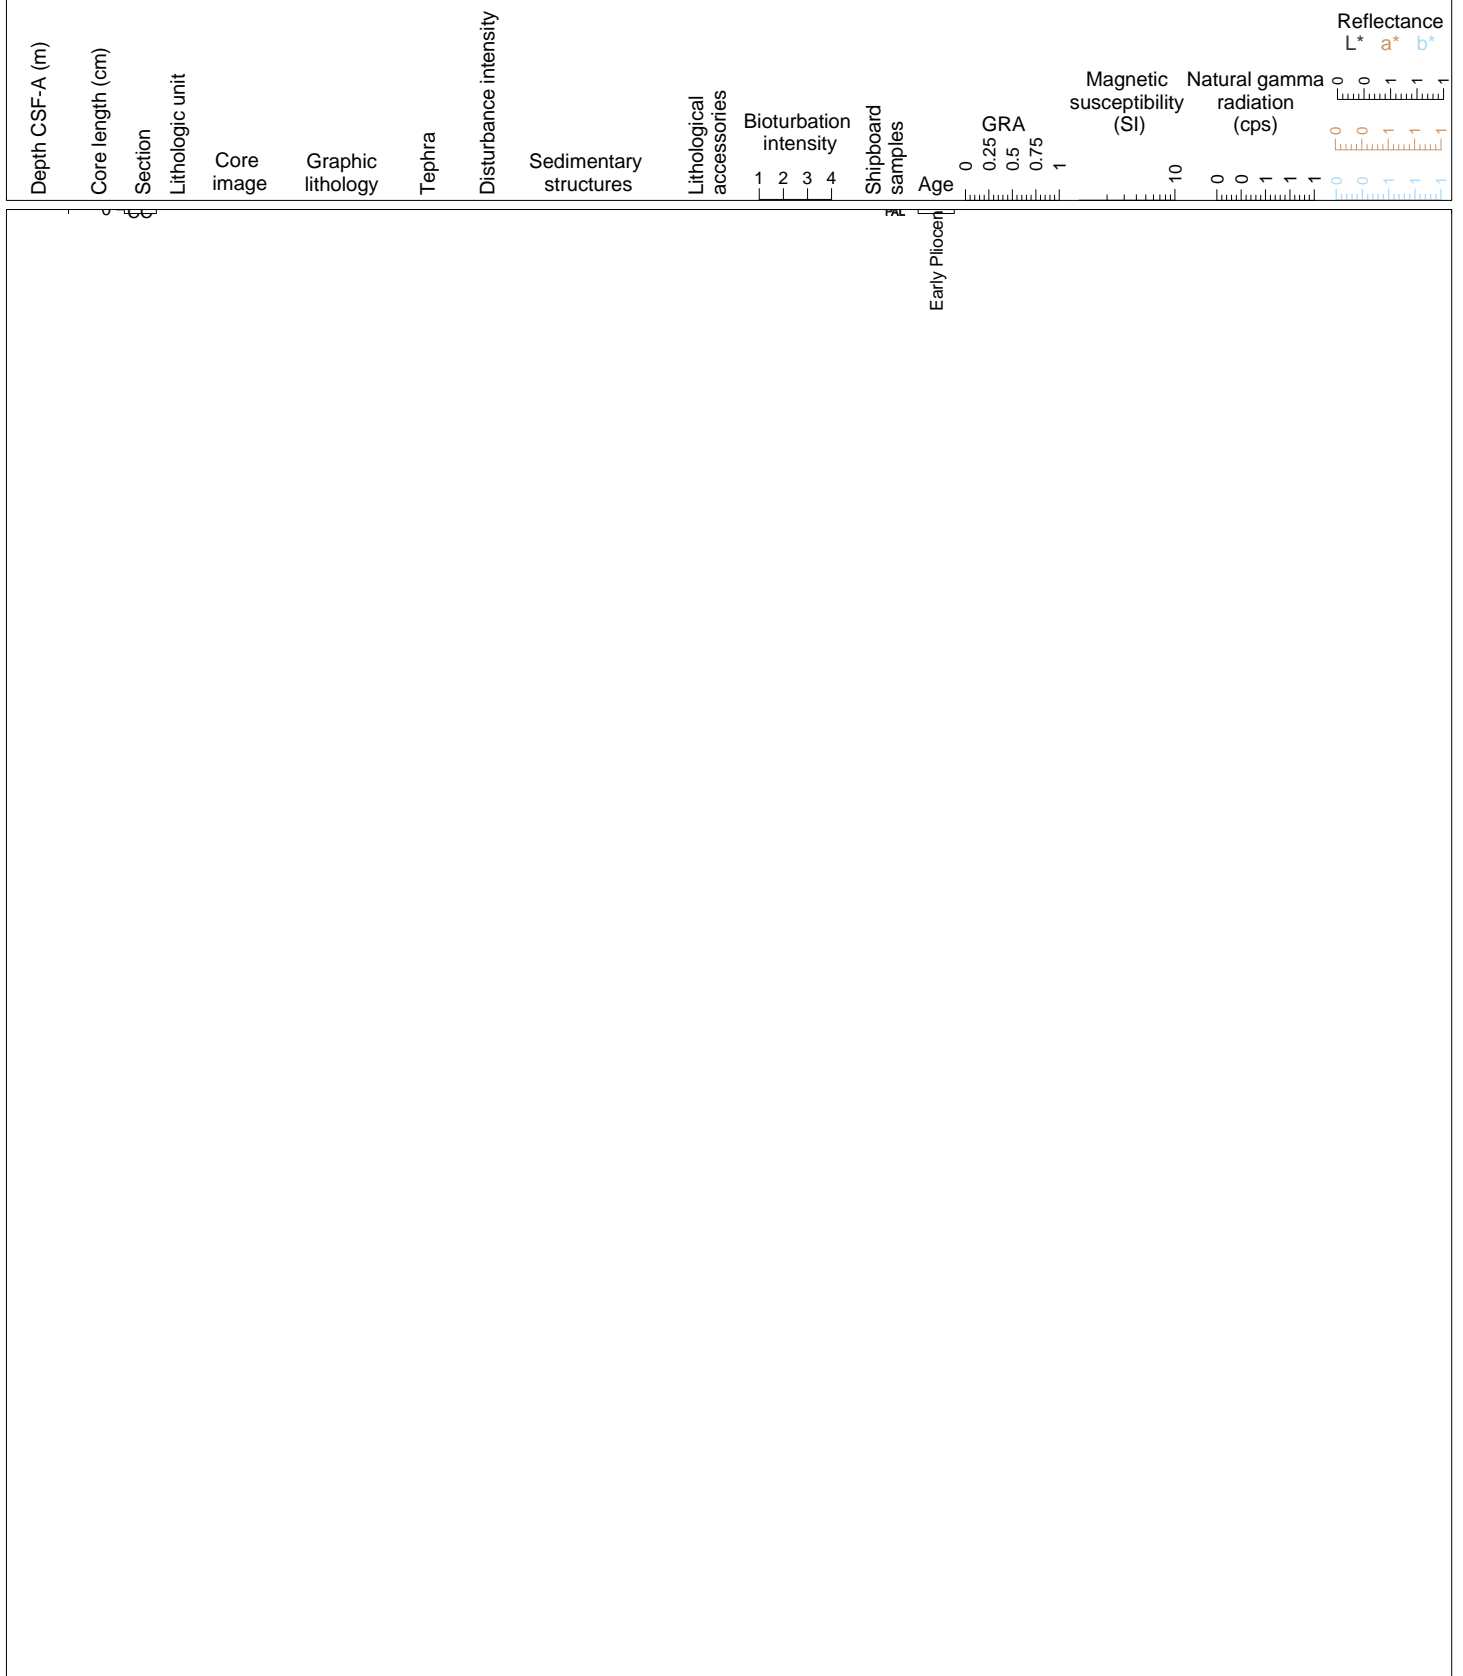 Depth CSF-A (m)
Core length (cm)
Section
Lithologic unit
Core
image
Graphic
lithology
Tephra
Disturbance intensity
Sedimentary
structures
Lithological
accessories
Bioturbation
intensity
1 2 3 4
Shipboard
samples
Age
GRA
0 0.25 0.5 0.75 1
Magnetic
susceptibility
(SI)
10
Natural gamma
radiation
(cps)
0 0 1 1 1
Reflectance
L* a* b*
0 0 1 1 1
0 0 1 1 1
0 0 1 1 1
0
CC
PAL
Early Pliocen